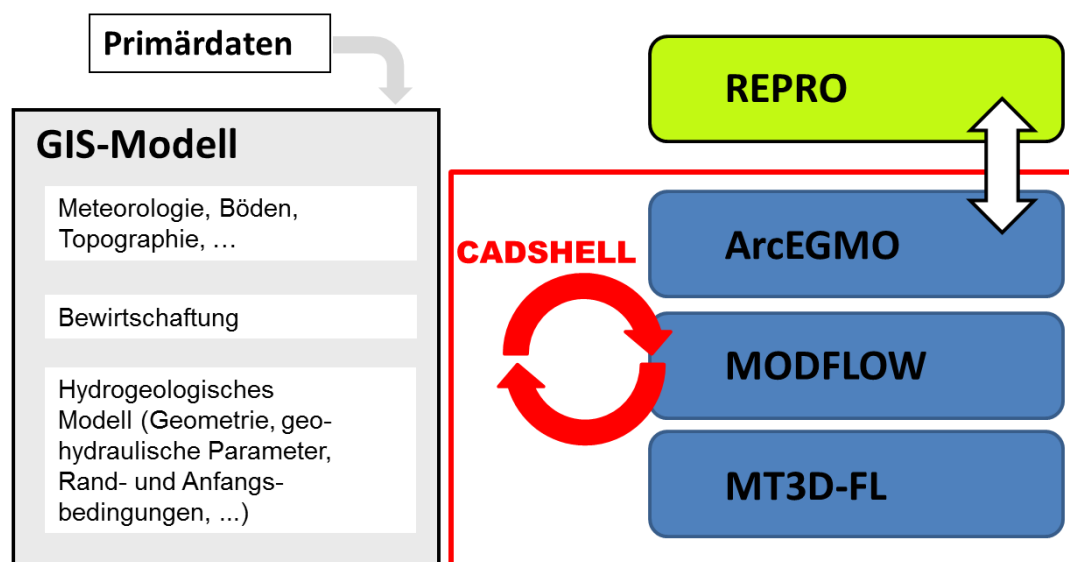 Primärdaten
GIS-Modell
Meteorologie, Böden,
Topographie, …
Bewirtschaftung
Hydrogeologisches
Modell (Geometrie, geo-
hydraulische Parameter,
Rand- und Anfangs-
bedingungen, ...)
REPRO
CADSHELL
ArcEGMO
MODFLOW
MT3D-FL